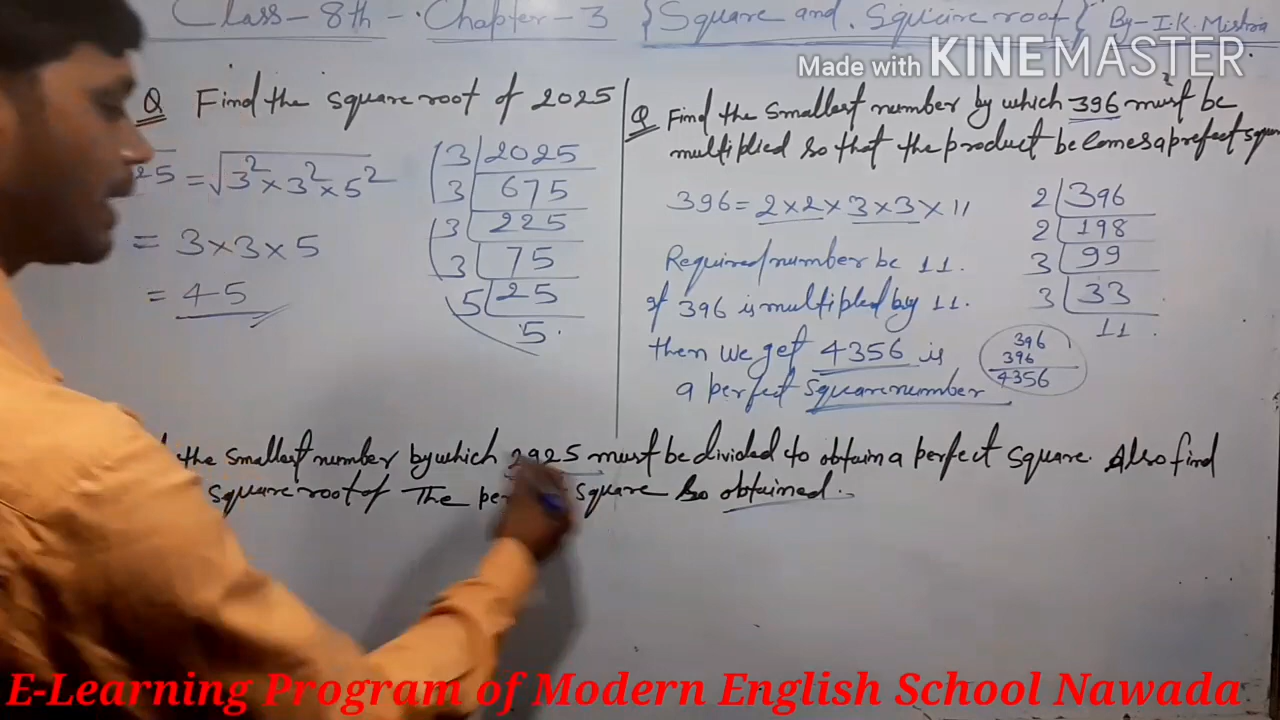 Class-8th-Chapter-3 {Square and Square root} By-I.K. Mishra
Made with KINEMASTER
Q Find the square root of 2025
25 = √3² × 3² × 5²
= 3×3×5
= 45
3 2025
3 675
3 225
3 75
5 25
5
Q Find the smallest number by which 396 must be
multiplied so that the product becomes a prefect squar
396 = 2×2×3×3×11
Required number be 11.
if 396 is multipled by 11.
then we get 4356 is
a perfect square number
2 396
2 198
3 99
3 33
11
396
396
4356
the smallest number by which 2925 must be divided to obtain a perfect square. Also find
square root of The per square so obtained.
E-Learning Program of Modern English School Nawada